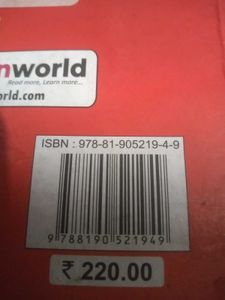 nworld
Read more, Learn more...
orld.com
ISBN : 978-81-905219-4-9
9 788190 521949
₹ 220.00